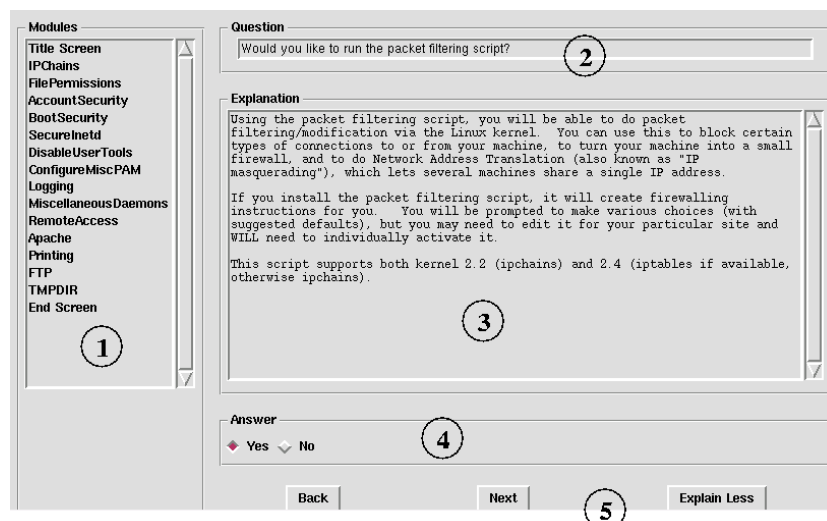 Modules
Title Screen
IPChains
FilePermissions
AccountSecurity
BootSecurity
SecureInetd
DisableUserTools
ConfigureMiscPAM
Logging
MiscellaneousDaemons
RemoteAccess
Apache
Printing
FTP
TMPDIR
End Screen
1
Question
Would you like to run the packet filtering script?
2
Explanation
Using the packet filtering script, you will be able to do packet
filtering/modification via the Linux kernel. You can use this to block certain
types of connections to or from your machine, to turn your machine into a small
firewall, and to do Network Address Translation (also known as "IP
masquerading"), which lets several machines share a single IP address.
If you install the packet filtering script, it will create firewalling
instructions for you. You will be prompted to make various choices (with
suggested defaults), but you may need to edit it for your particular site and
WILL need to individually activate it.
This script supports both kernel 2.2 (ipchains) and 2.4 (iptables if available,
otherwise ipchains).
3
Answer
Yes No
4
Back Next Explain Less
5